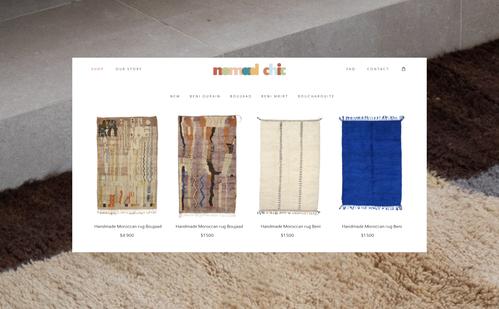 SHOP OUR STORY nomad chic FAQ CONTACT
NEW BENI OURAIN BOUJAAD BENI MRIRT BOUCHAROUITE
Handmade Moroccan rug Boujaad Handmade Moroccan rug Boujaad Handmade Moroccan rug Beni Handmade Moroccan rug Beni
$4 900 $1 500 $1 500 $1 500